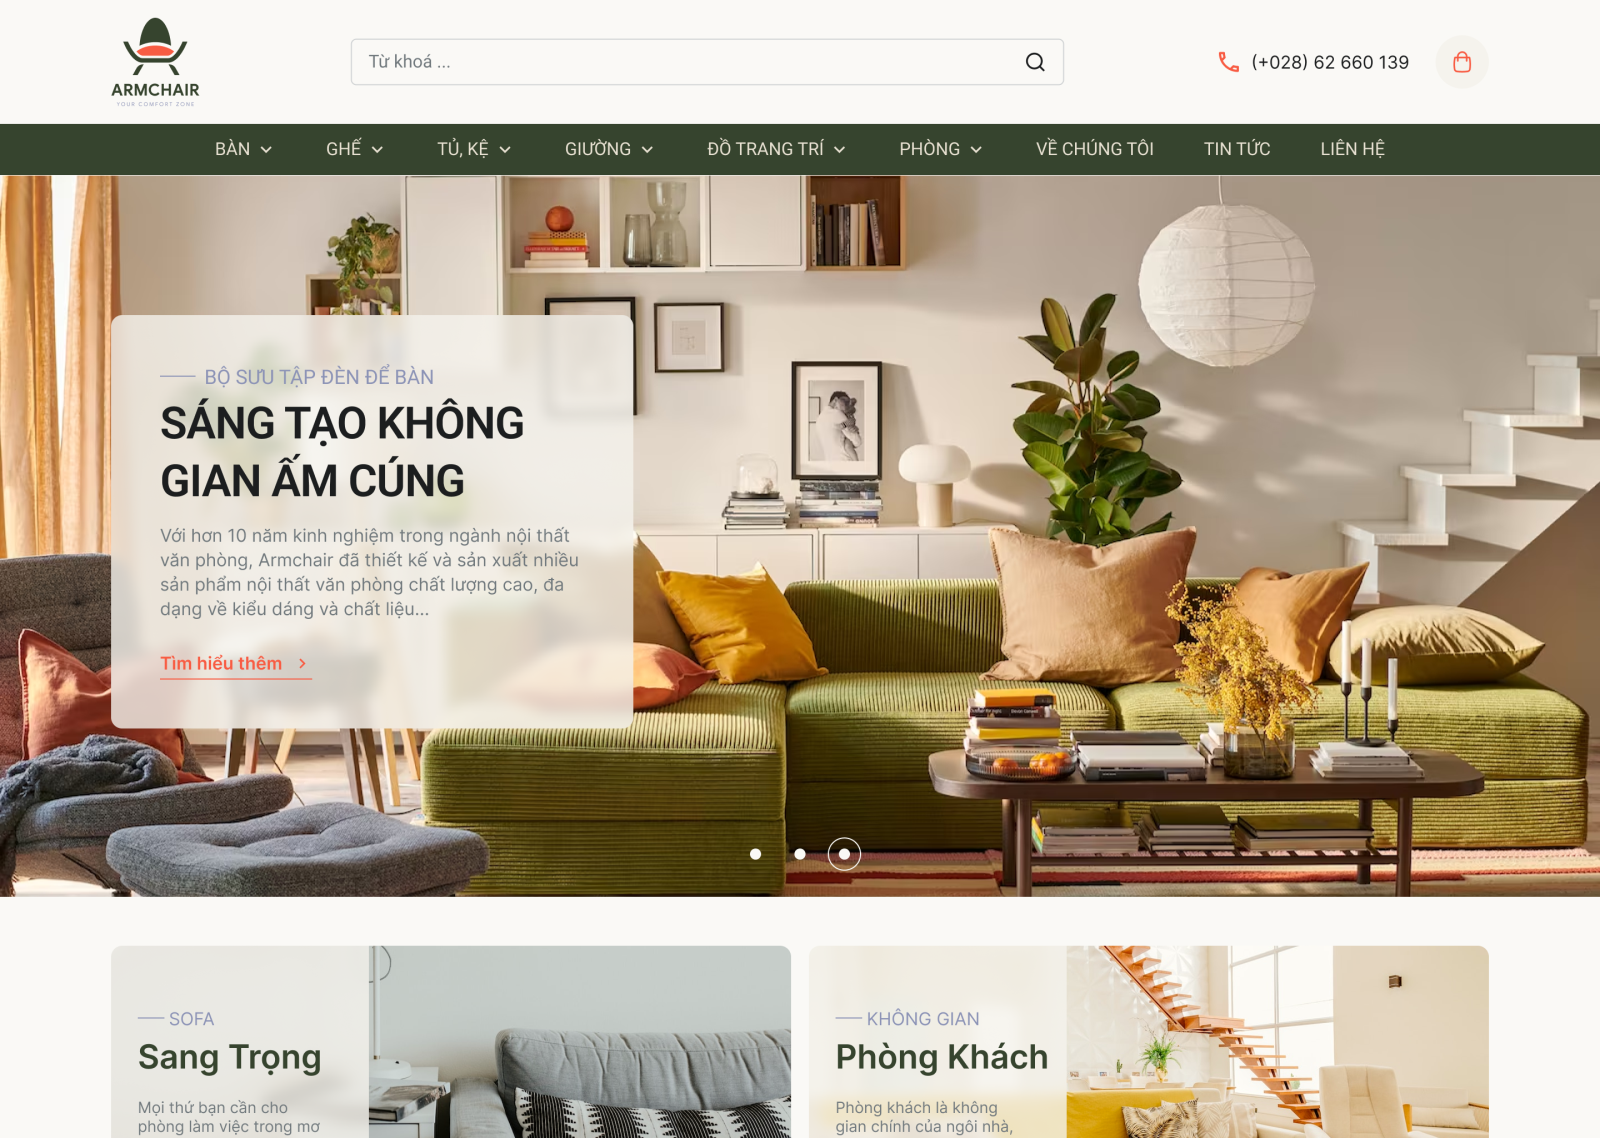 ARMCHAIR
YOUR COMFORT ZONE
Từ khoá ...
(+028) 62 660 139
BÀN
GHẾ
TỦ, KỆ
GIƯỜNG
ĐỒ TRANG TRÍ
PHÒNG
VỀ CHÚNG TÔI
TIN TỨC
LIÊN HỆ
BỘ SƯU TẬP ĐÈN ĐỂ BÀN
SÁNG TẠO KHÔNG
GIAN ẤM CÚNG
Với hơn 10 năm kinh nghiệm trong ngành nội thất
văn phòng, Armchair đã thiết kế và sản xuất nhiều
sản phẩm nội thất văn phòng chất lượng cao, đa
dạng về kiểu dáng và chất liệu...
Tìm hiểu thêm
SOFA
Sang Trọng
Mọi thứ bạn cần cho
phòng làm việc trong mơ
KHÔNG GIAN
Phòng Khách
Phòng khách là không
gian chính của ngôi nhà,